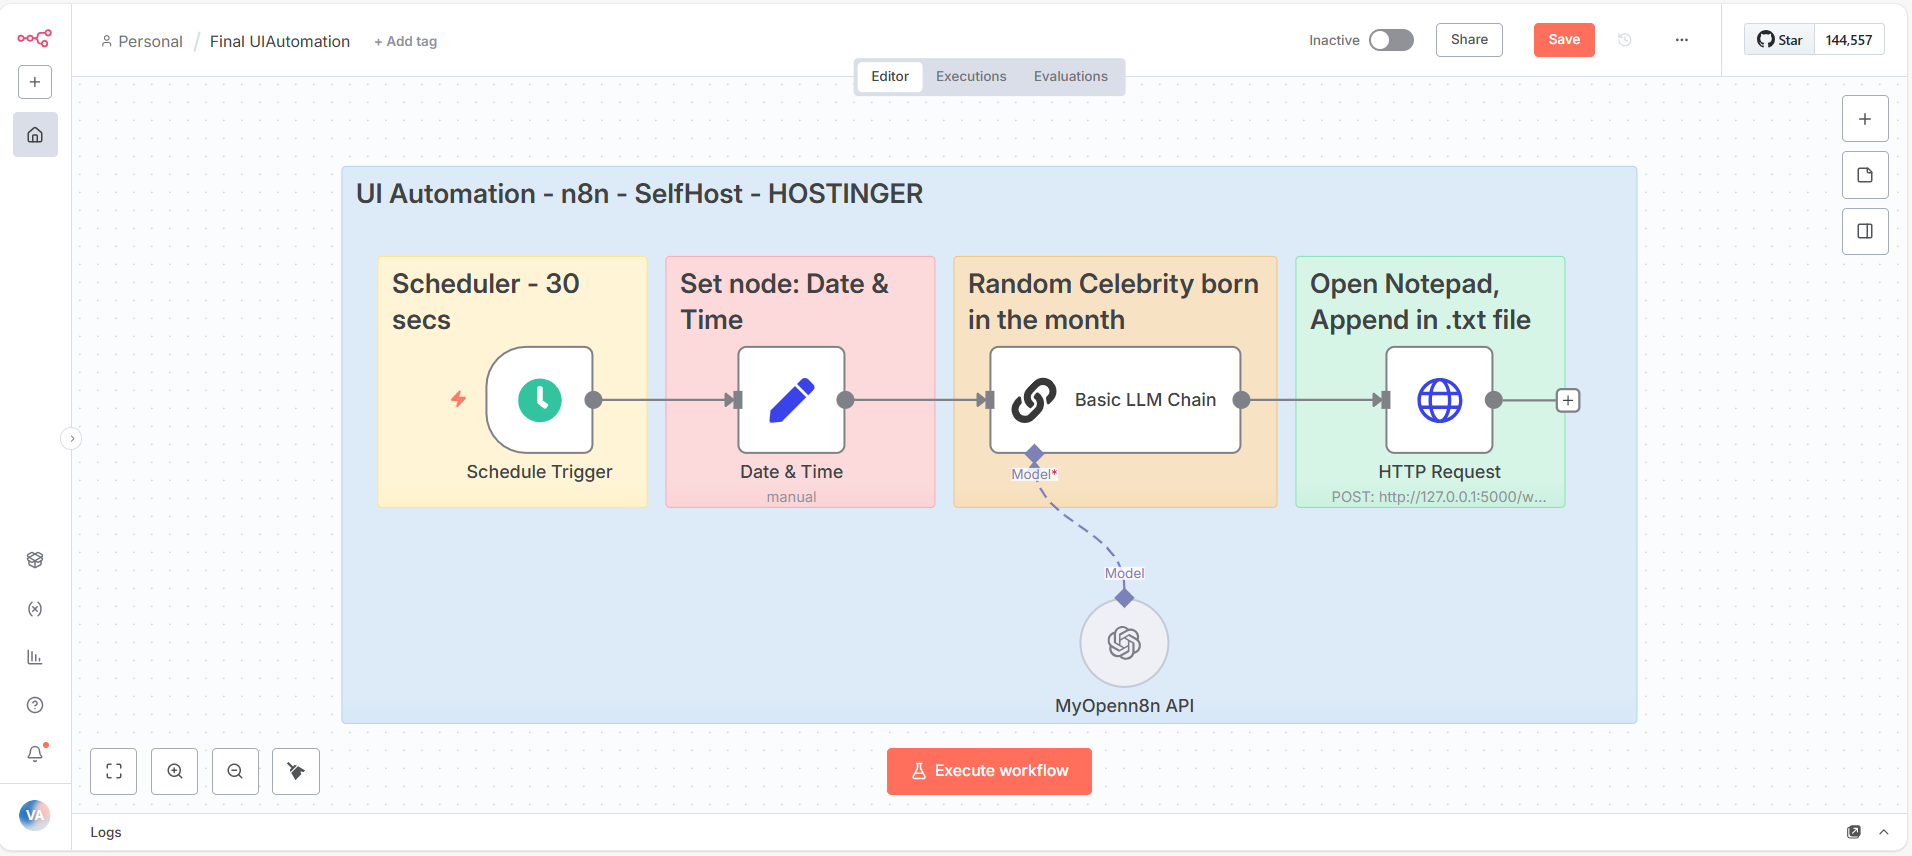 Personal / Final UIAutomation + Add tag
Inactive
Share
Save
Star 144,557
Editor Executions Evaluations
UI Automation - n8n - SelfHost - HOSTINGER
Scheduler - 30
secs
Schedule Trigger
Set node: Date &
Time
Date & Time
manual
Random Celebrity born
in the month
Basic LLM Chain
Model*
Model
MyOpenn8n API
Open Notepad,
Append in .txt file
HTTP Request
POST: http://127.0.0.1:5000/w...
Execute workflow
VA
Logs